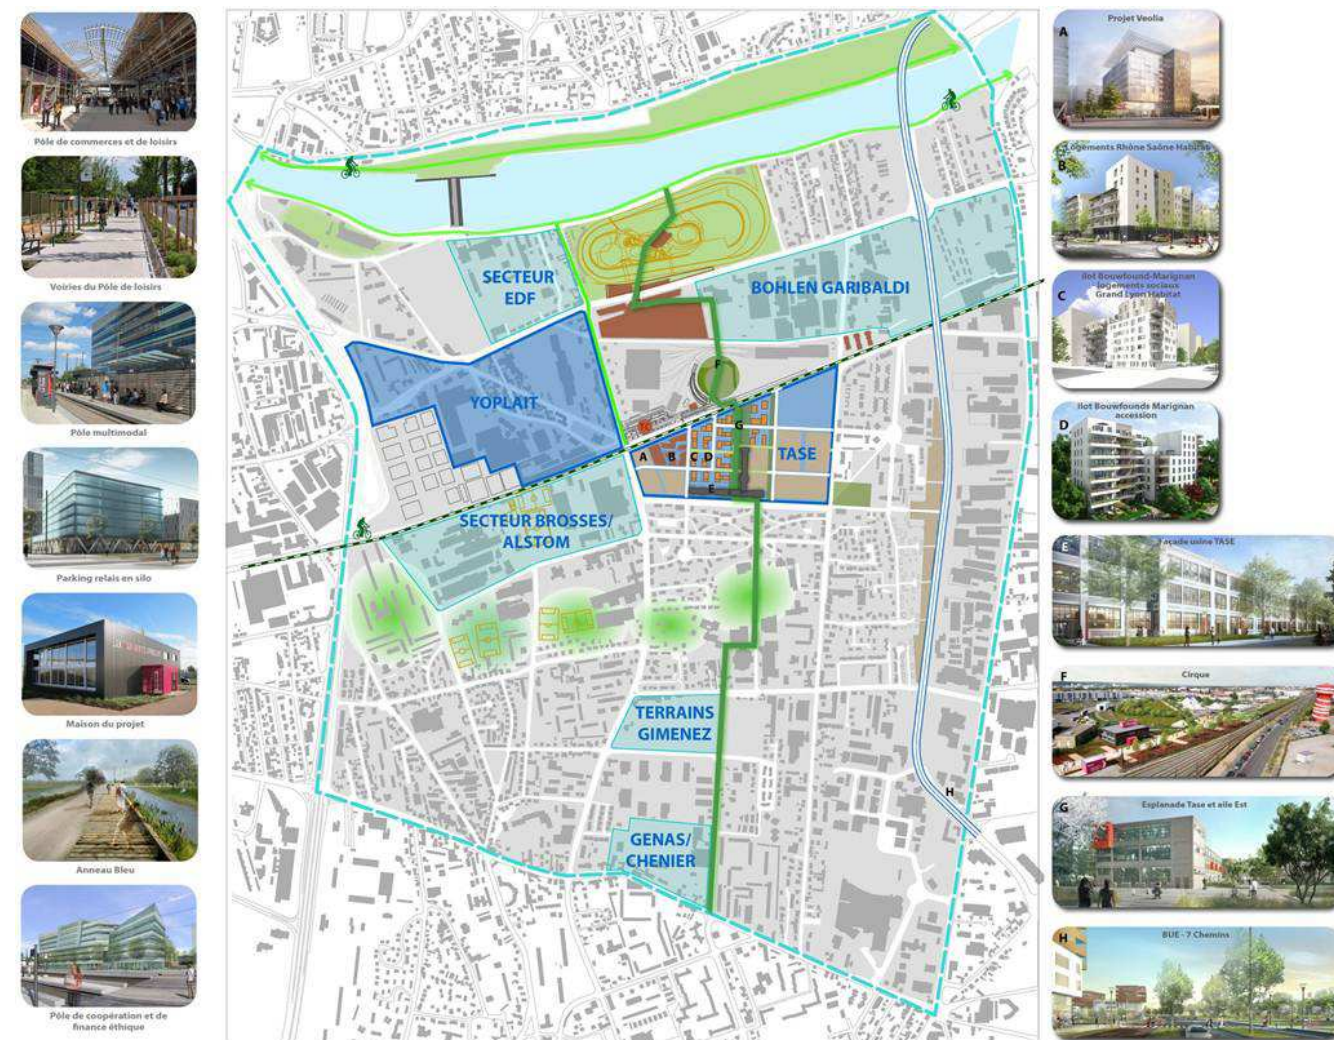 Pôle de commerces et de loisirs
Voiries du Pôle de loisirs
Pôle multimodal
Parking relais en silo
Maison du projet
Anneau Bleu
Pôle de coopération et de
finance éthique
SECTEUR
EDF
BOHLEN GARIBALDI
YOPLAIT
F
G
TC
A
B
C
D
TASE
E
SECTEUR BROSSES/
ALSTOM
TERRAINS
GIMENEZ
H
GENAS/
CHENIER
Projet Veolia
A
Logements Rhône Saône Habitat
B
Ilot Bouwfound-Marignan
logements sociaux
Grand Lyon Habitat
C
Ilot Bouwfounds Marignan
accession
D
E
Façade usine TASE
F
Cirque
G
Esplanade Tase et aile Est
H
BUE - 7 Chemins